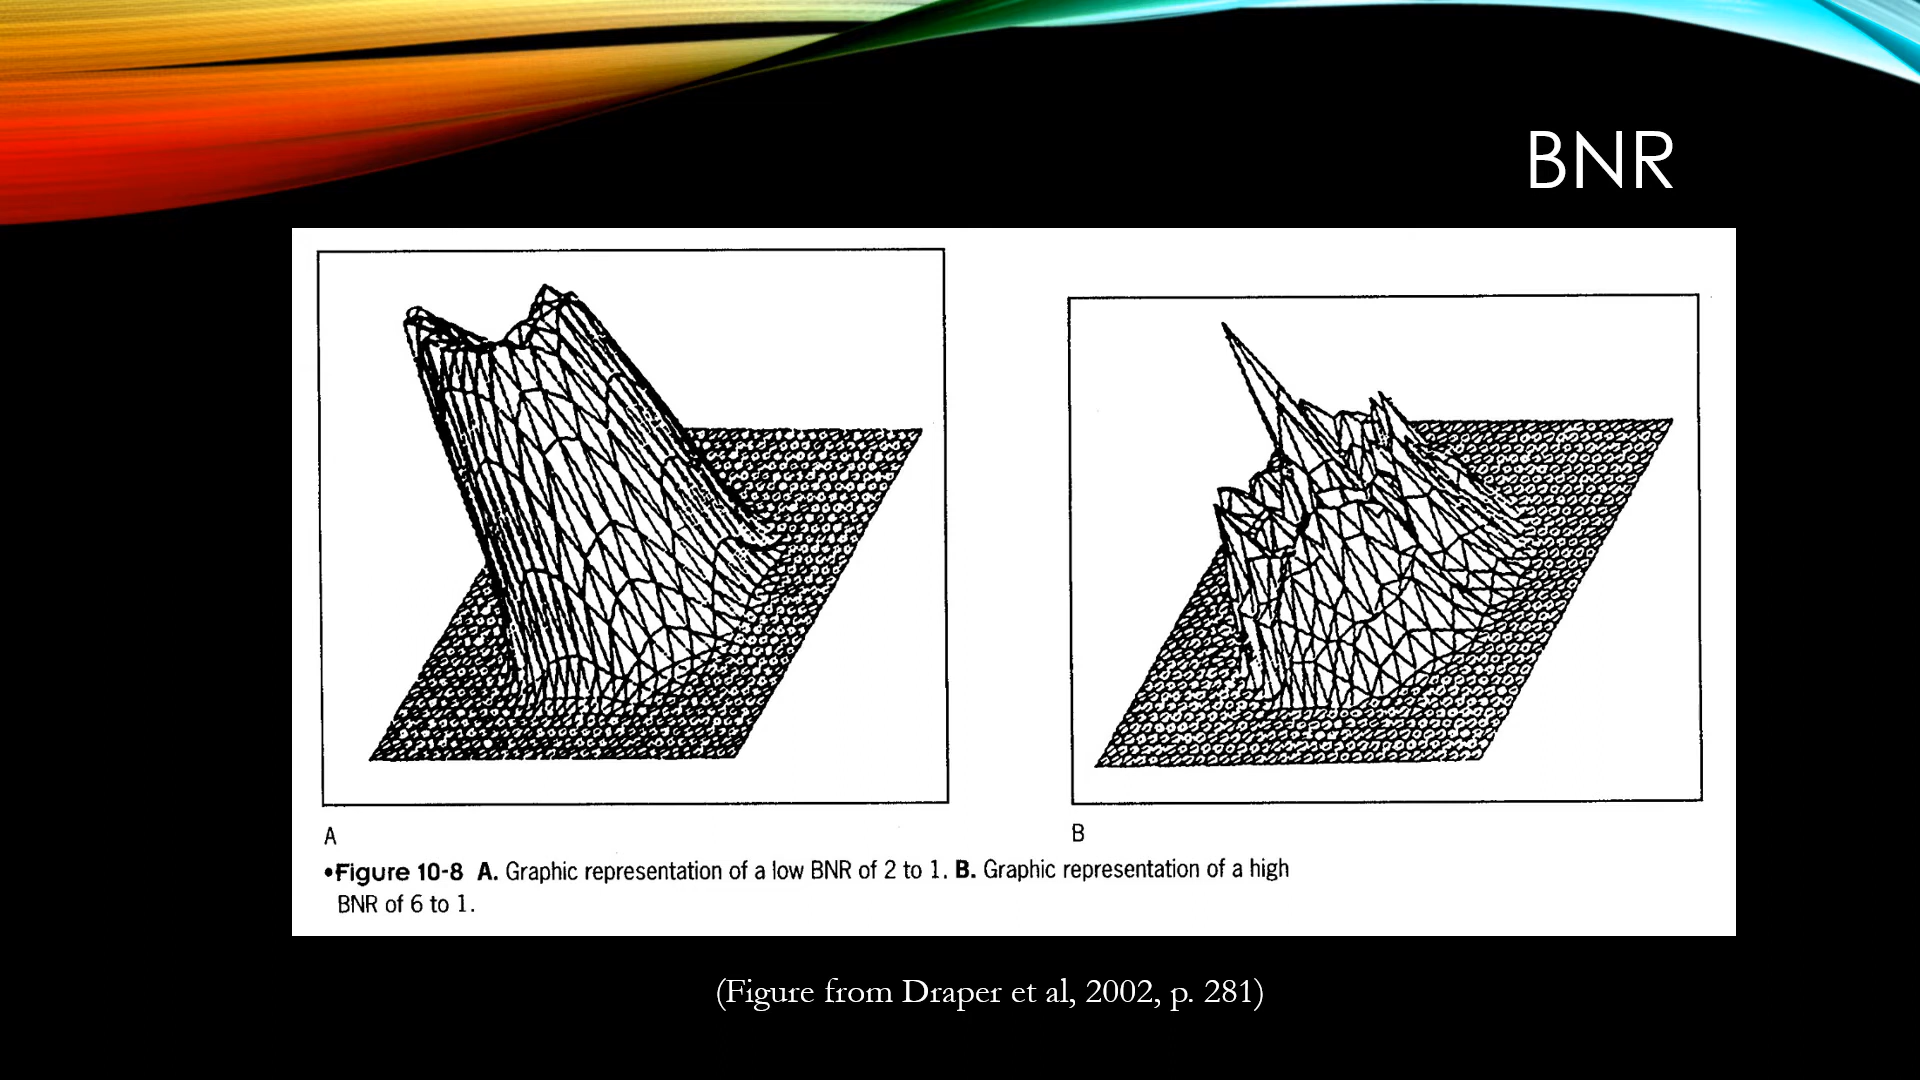 BNR
A
B
•Figure 10-8 A. Graphic representation of a low BNR of 2 to 1. B. Graphic representation of a high
BNR of 6 to 1.
(Figure from Draper et al, 2002, p. 281)